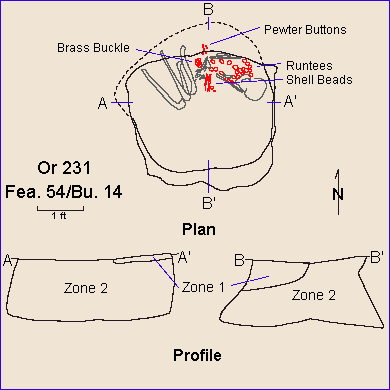 B
Pewter Buttons
Brass Buckle
Runtees
Shell Beads
A
A'
Or 231
Fea. 54/Bu. 14
1 ft
B'
N
Plan
A
A'
B
B'
Zone 2
Zone 1
Zone 2
Profile